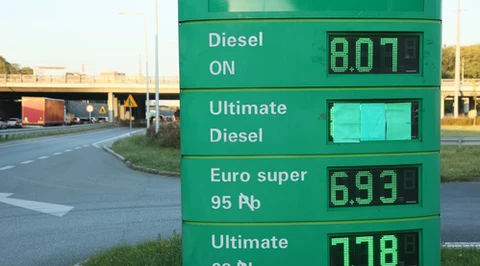 Diesel
ON
8.07
Ultimate
Diesel
Euro super
95 Pb
6.93
Ultimate
7.78